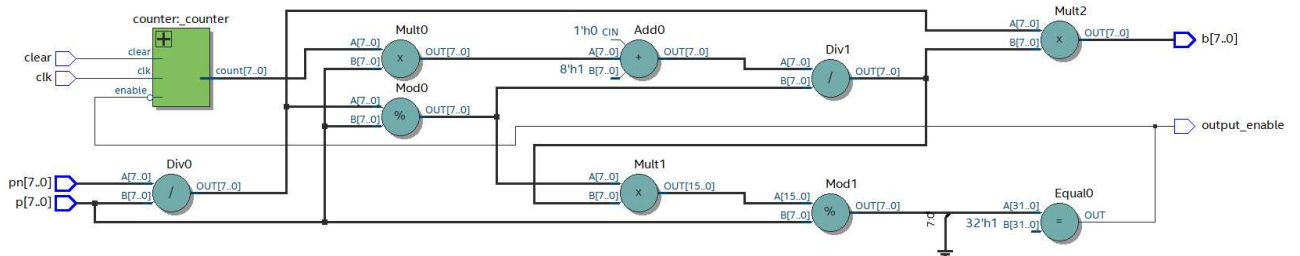 counter:_counter
clear
clk
enable
count[7..0]
clear
clk
Mult0
A[7..0]
B[7..0]
OUT[7..0]
x
1'h0 CIN
A[7..0]
8'h1 B[7..0]
Add0
OUT[7..0]
+
Div1
A[7..0]
B[7..0]
OUT[7..0]
/
Mult2
A[7..0]
B[7..0]
OUT[7..0]
x
b[7..0]
Mod0
A[7..0]
B[7..0]
OUT[7..0]
%
output_enable
pn[7..0]
p[7..0]
Div0
A[7..0]
B[7..0]
OUT[7..0]
/
Mult1
A[7..0]
B[7..0]
OUT[15..0]
x
Mod1
A[15..0]
B[7..0]
OUT[7..0]
%
7:0
Equal0
A[31..0]
32'h1 B[31..0]
OUT
=